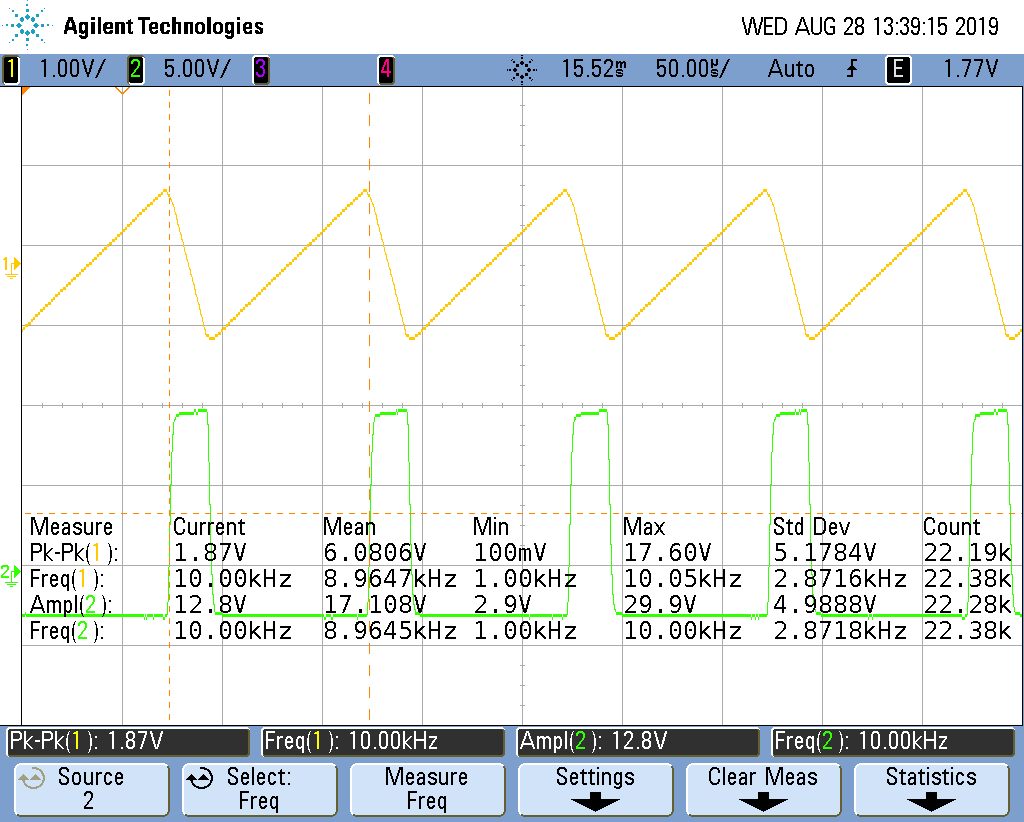 Agilent Technologies WED AUG 28 13:39:15 2019
1 1.00V/ 2 5.00V/ 3 4 15.52ms 50.00us/ Auto E 1.77V
1
2
Measure Current Mean Min Max Std Dev Count
Pk-Pk(1): 1.87V 6.0806V 100mV 17.60V 5.1784V 22.19k
Freq(1): 10.00kHz 8.9647kHz 1.00kHz 10.05kHz 2.8716kHz 22.38k
Ampl(2): 12.8V 17.108V 2.9V 29.9V 4.9888V 22.28k
Freq(2): 10.00kHz 8.9645kHz 1.00kHz 10.00kHz 2.8718kHz 22.38k
Pk-Pk(1): 1.87V Freq(1): 10.00kHz Ampl(2): 12.8V Freq(2): 10.00kHz
Source Select: Measure Settings Clear Meas Statistics
2 Freq Freq